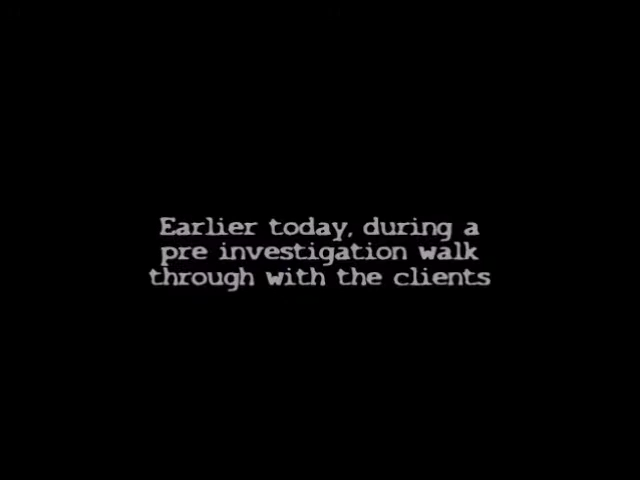 Earlier today, during a
pre investigation walk
through with the clients